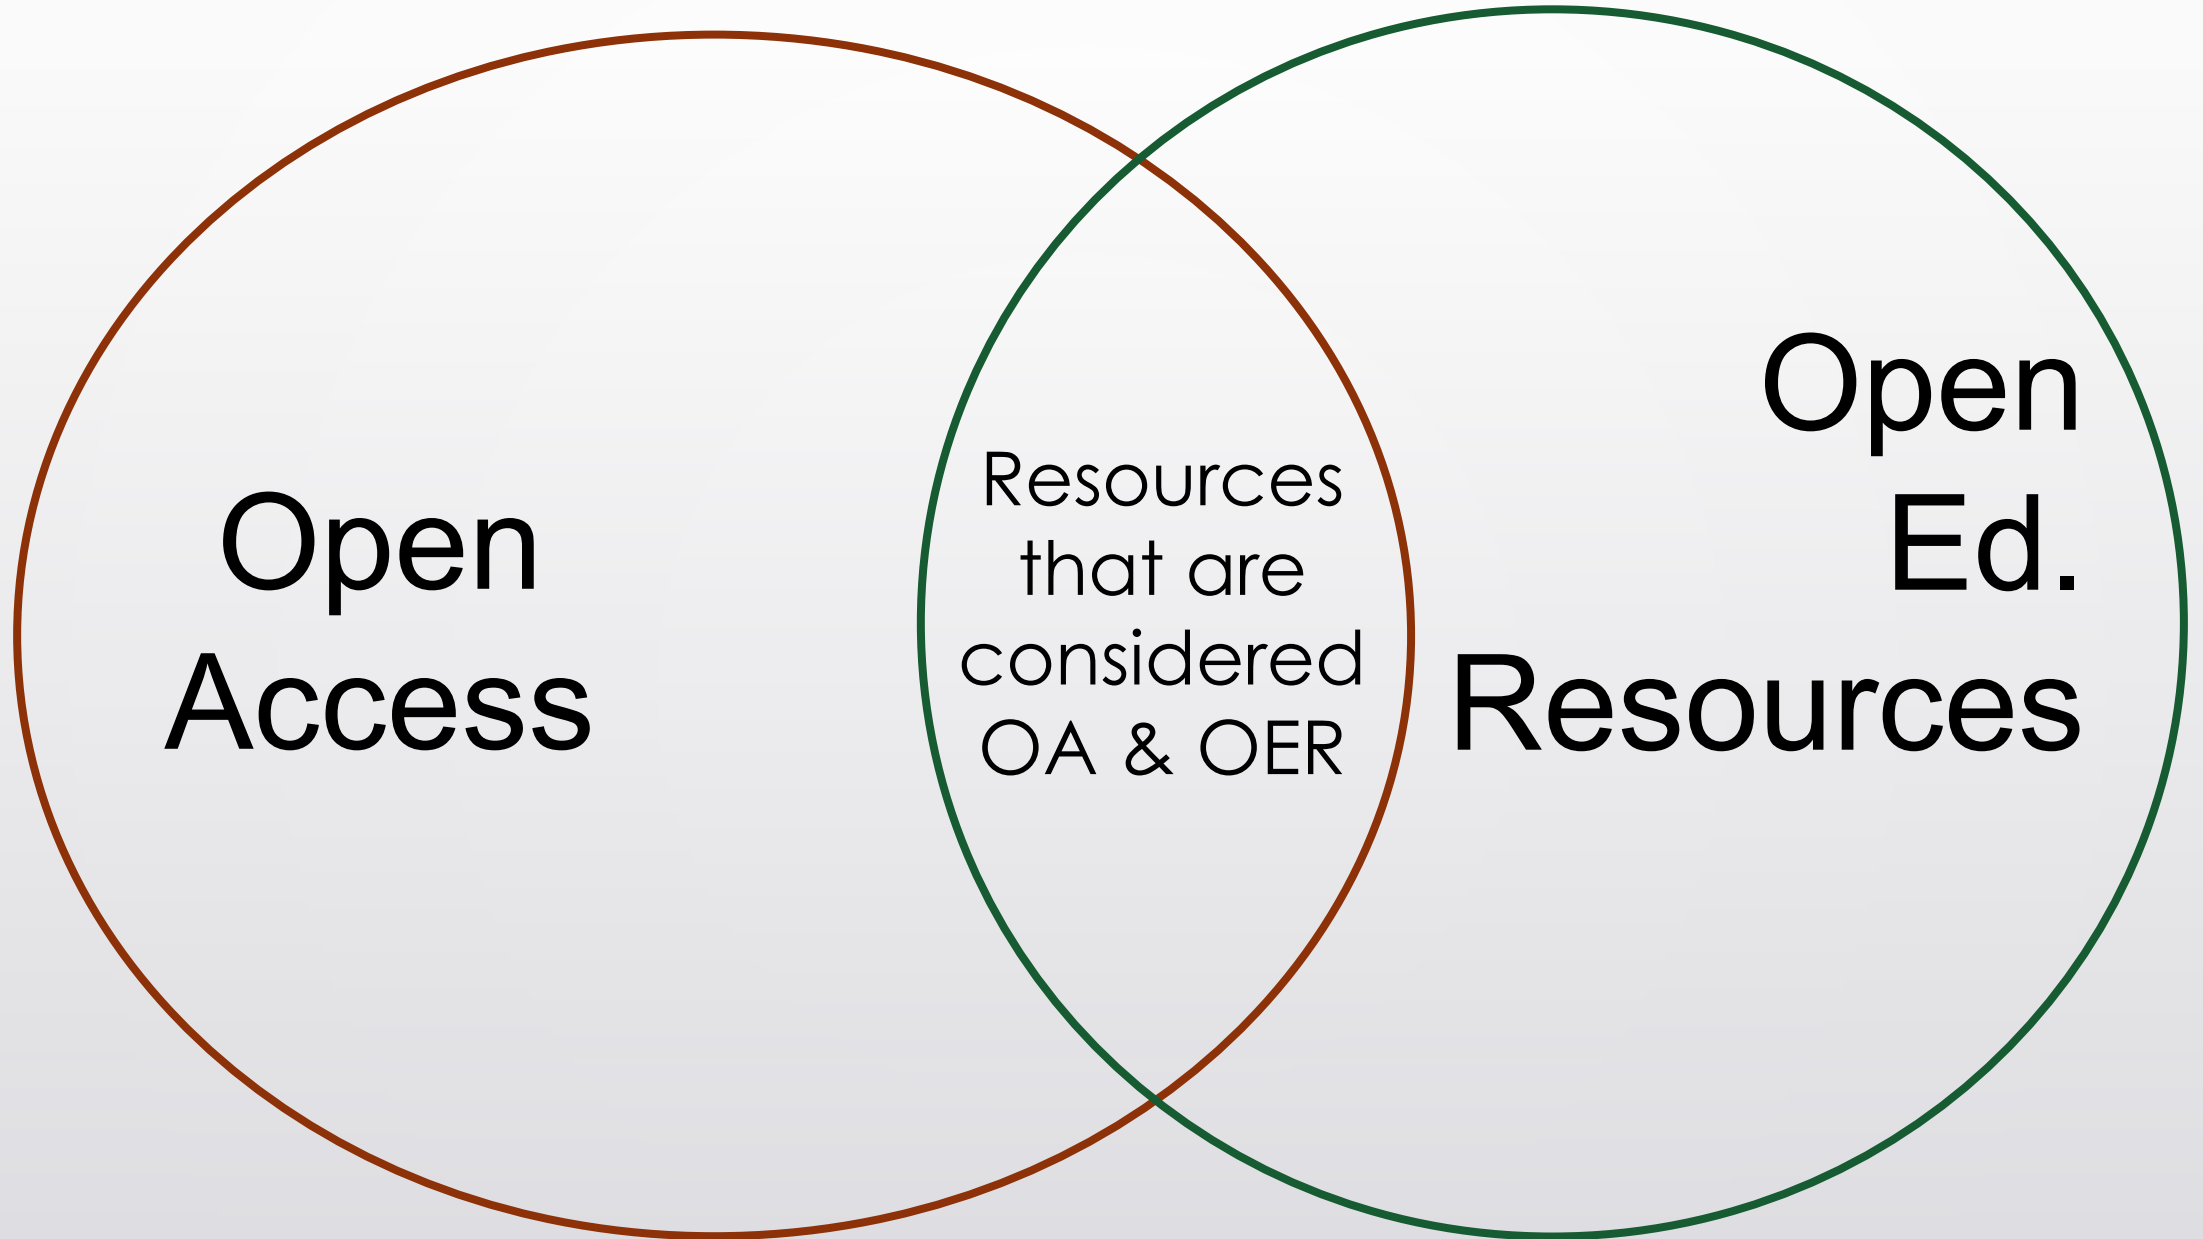 Open
Access
Resources
that are
considered
OA & OER
Open
Ed.
Resources